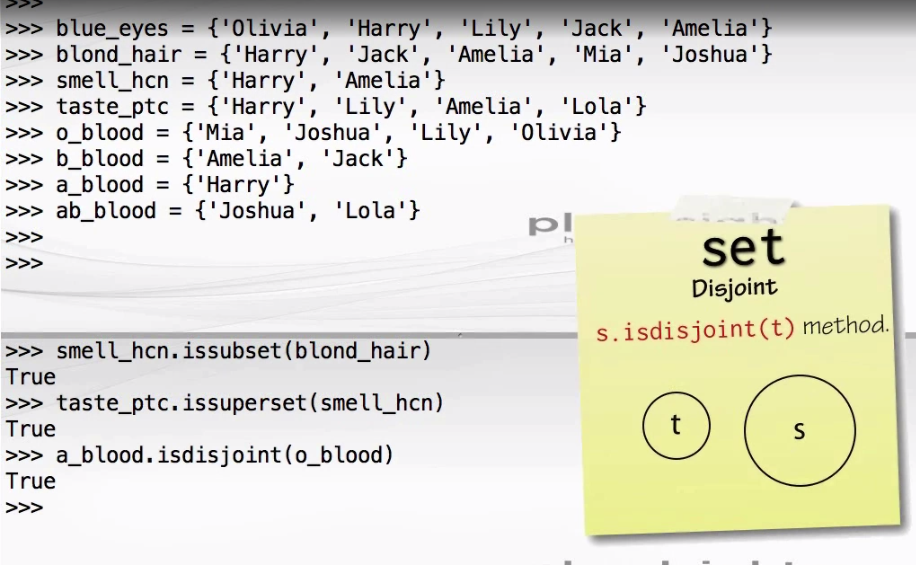 >>>
>>> blue_eyes = {'Olivia', 'Harry', 'Lily', 'Jack', 'Amelia'}
>>> blond_hair = {'Harry', 'Jack', 'Amelia', 'Mia', 'Joshua'}
>>> smell_hcn = {'Harry', 'Amelia'}
>>> taste_ptc = {'Harry', 'Lily', 'Amelia', 'Lola'}
>>> o_blood = {'Mia', 'Joshua', 'Lily', 'Olivia'}
>>> b_blood = {'Amelia', 'Jack'}
>>> a_blood = {'Harry'}
>>> ab_blood = {'Joshua', 'Lola'}
>>>
>>>
set
Disjoint
s.isdisjoint(t) method.
t
s
>>> smell_hcn.issubset(blond_hair)
True
>>> taste_ptc.issuperset(smell_hcn)
True
>>> a_blood.isdisjoint(o_blood)
True
>>>